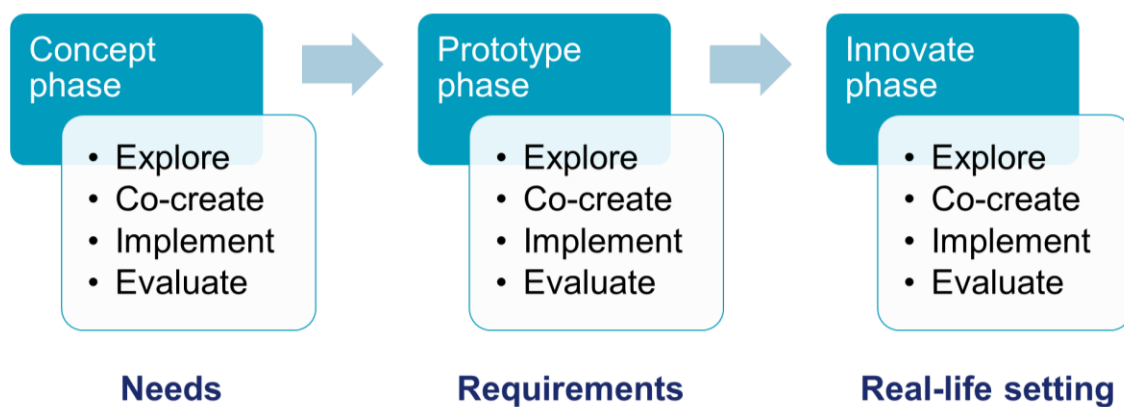 Concept
phase
• Explore
• Co-create
• Implement
• Evaluate
Needs
Prototype
phase
• Explore
• Co-create
• Implement
• Evaluate
Requirements
Innovate
phase
• Explore
• Co-create
• Implement
• Evaluate
Real-life setting